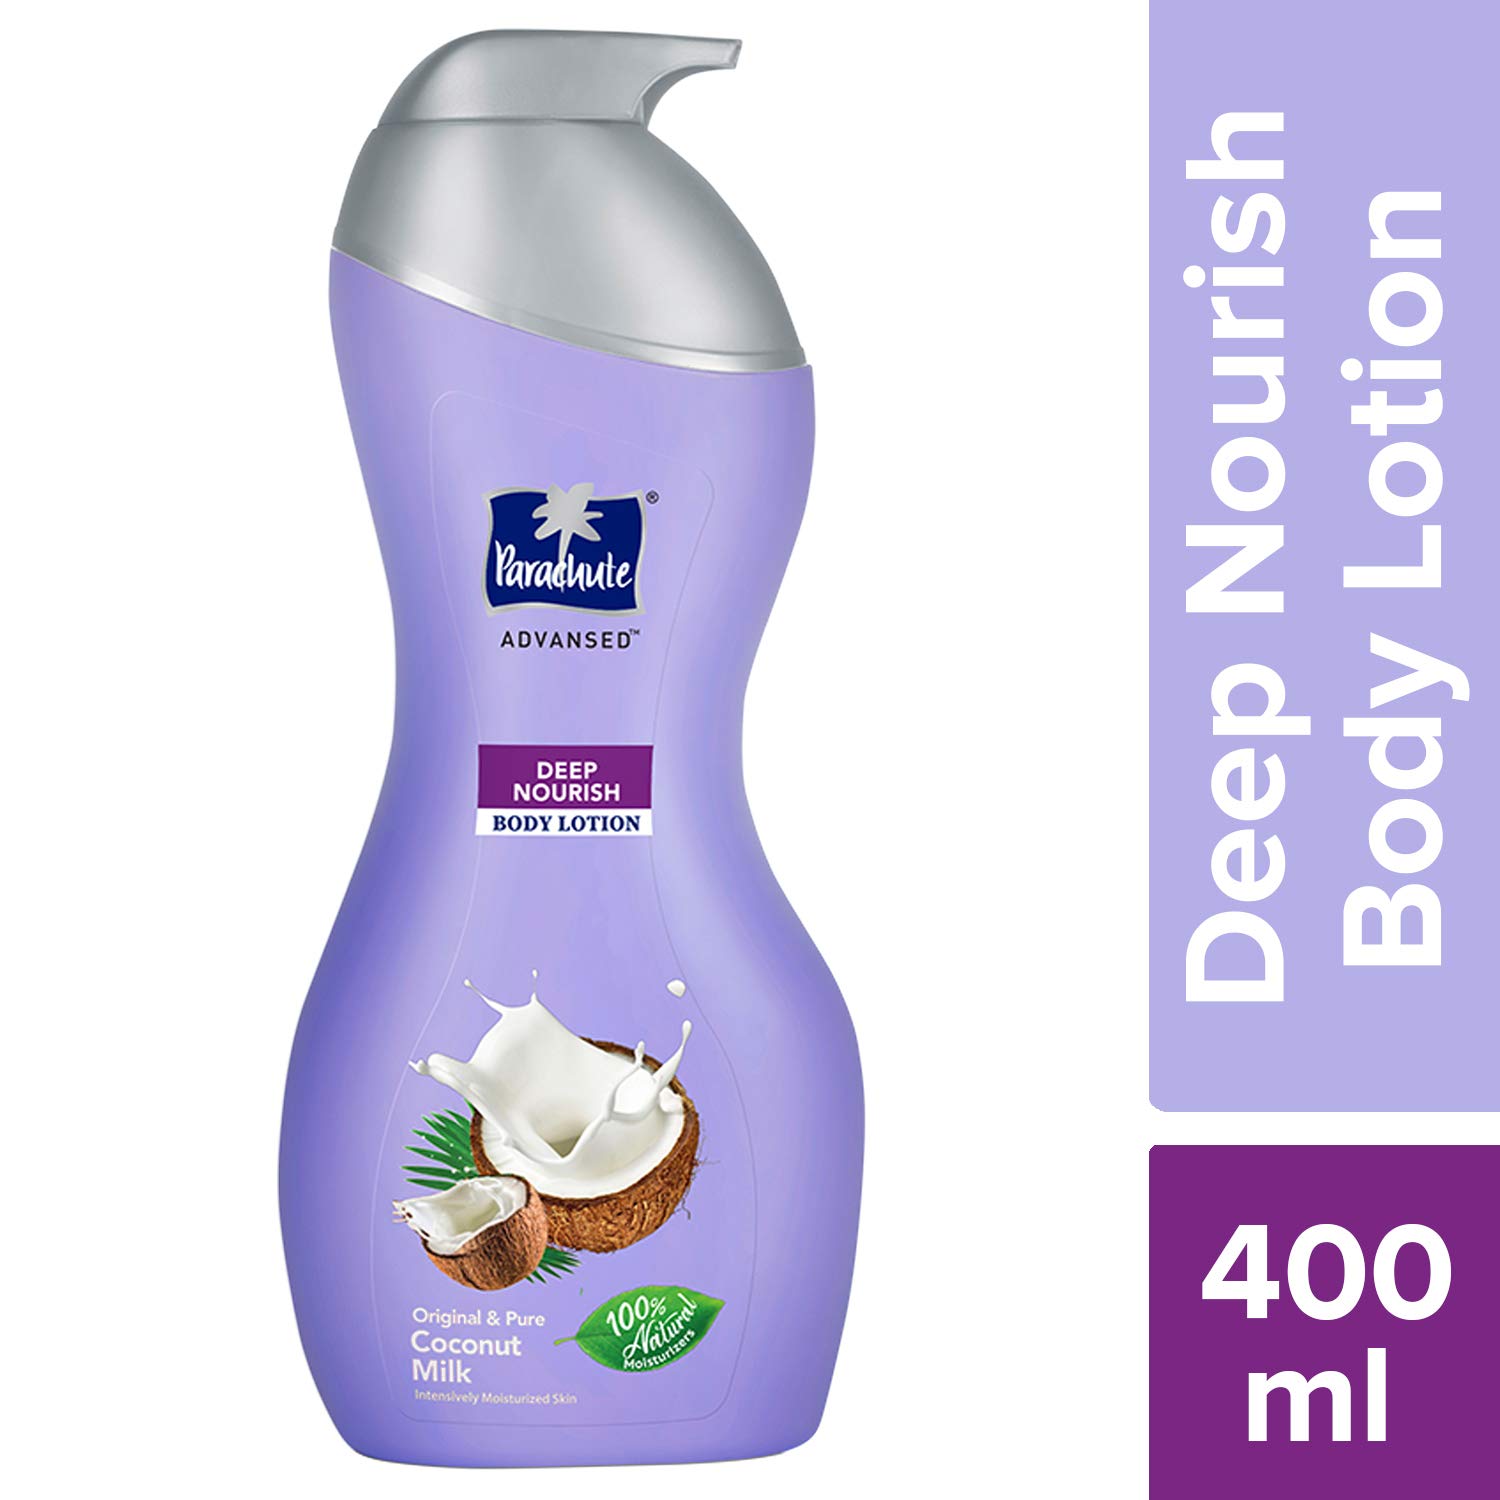 Parachute®
ADVANSED™
DEEP
NOURISH
BODY LOTION
Original & Pure
Coconut
Milk
Intensively Moisturized Skin
100%
Natural
Moisturizers
Deep Nourish
Body Lotion
400
ml